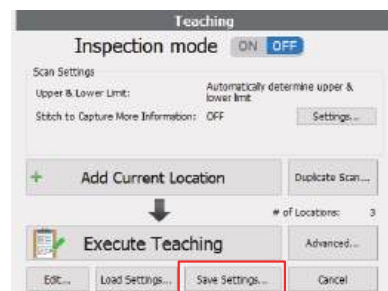 Teaching
Inspection mode ON OFF
Scan Settings
Upper & Lower Limit: Automatically determine upper & lower limit
Stitch to Capture More Information: OFF Settings...
Add Current Location Duplicate Scan...
# of Locations: 3
Execute Teaching Advanced...
Edit... Load Settings... Save Settings... Cancel